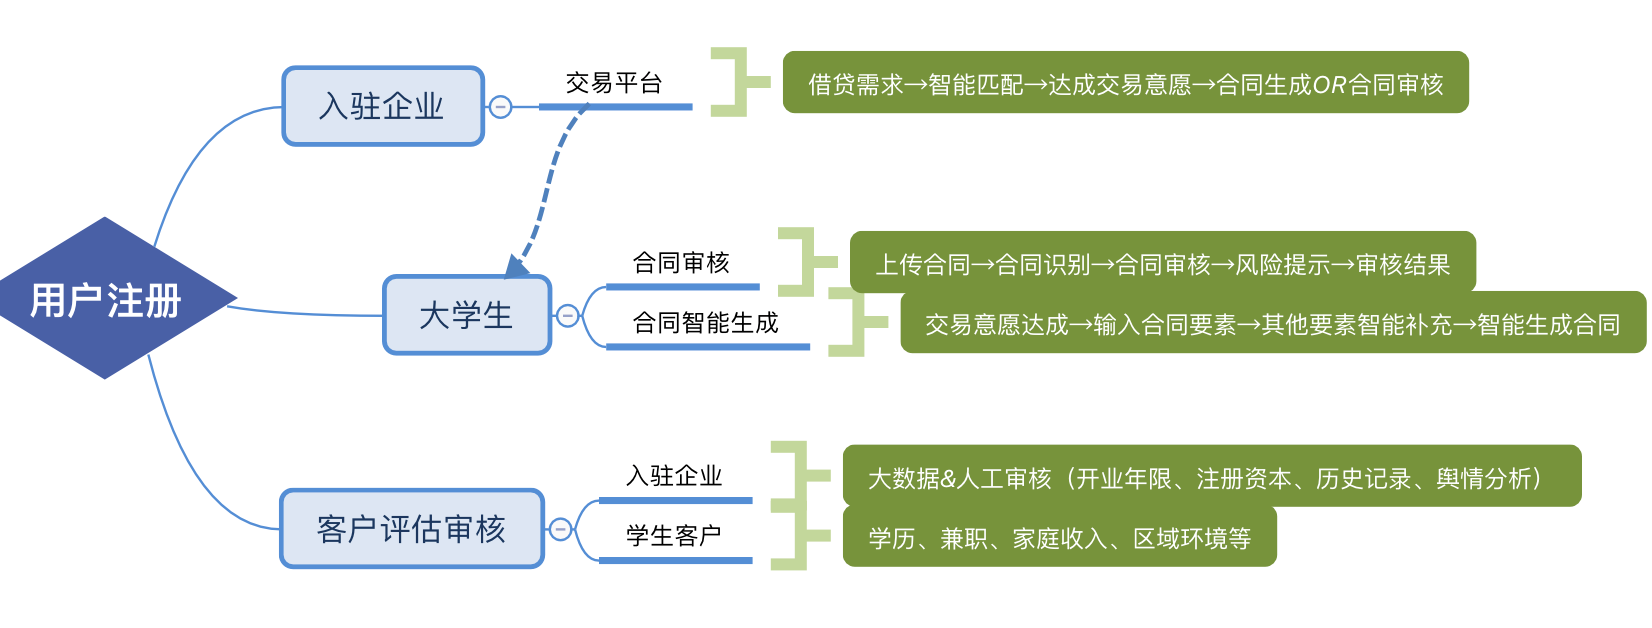 用户注册
入驻企业
交易平台
借贷需求→智能匹配→达成交易意愿→合同生成OR合同审核
大学生
合同审核
上传合同→合同识别→合同审核→风险提示→审核结果
合同智能生成
交易意愿达成→输入合同要素→其他要素智能补充→智能生成合同
客户评估审核
入驻企业
大数据&人工审核（开业年限、注册资本、历史记录、舆情分析）
学生客户
学历、兼职、家庭收入、区域环境等